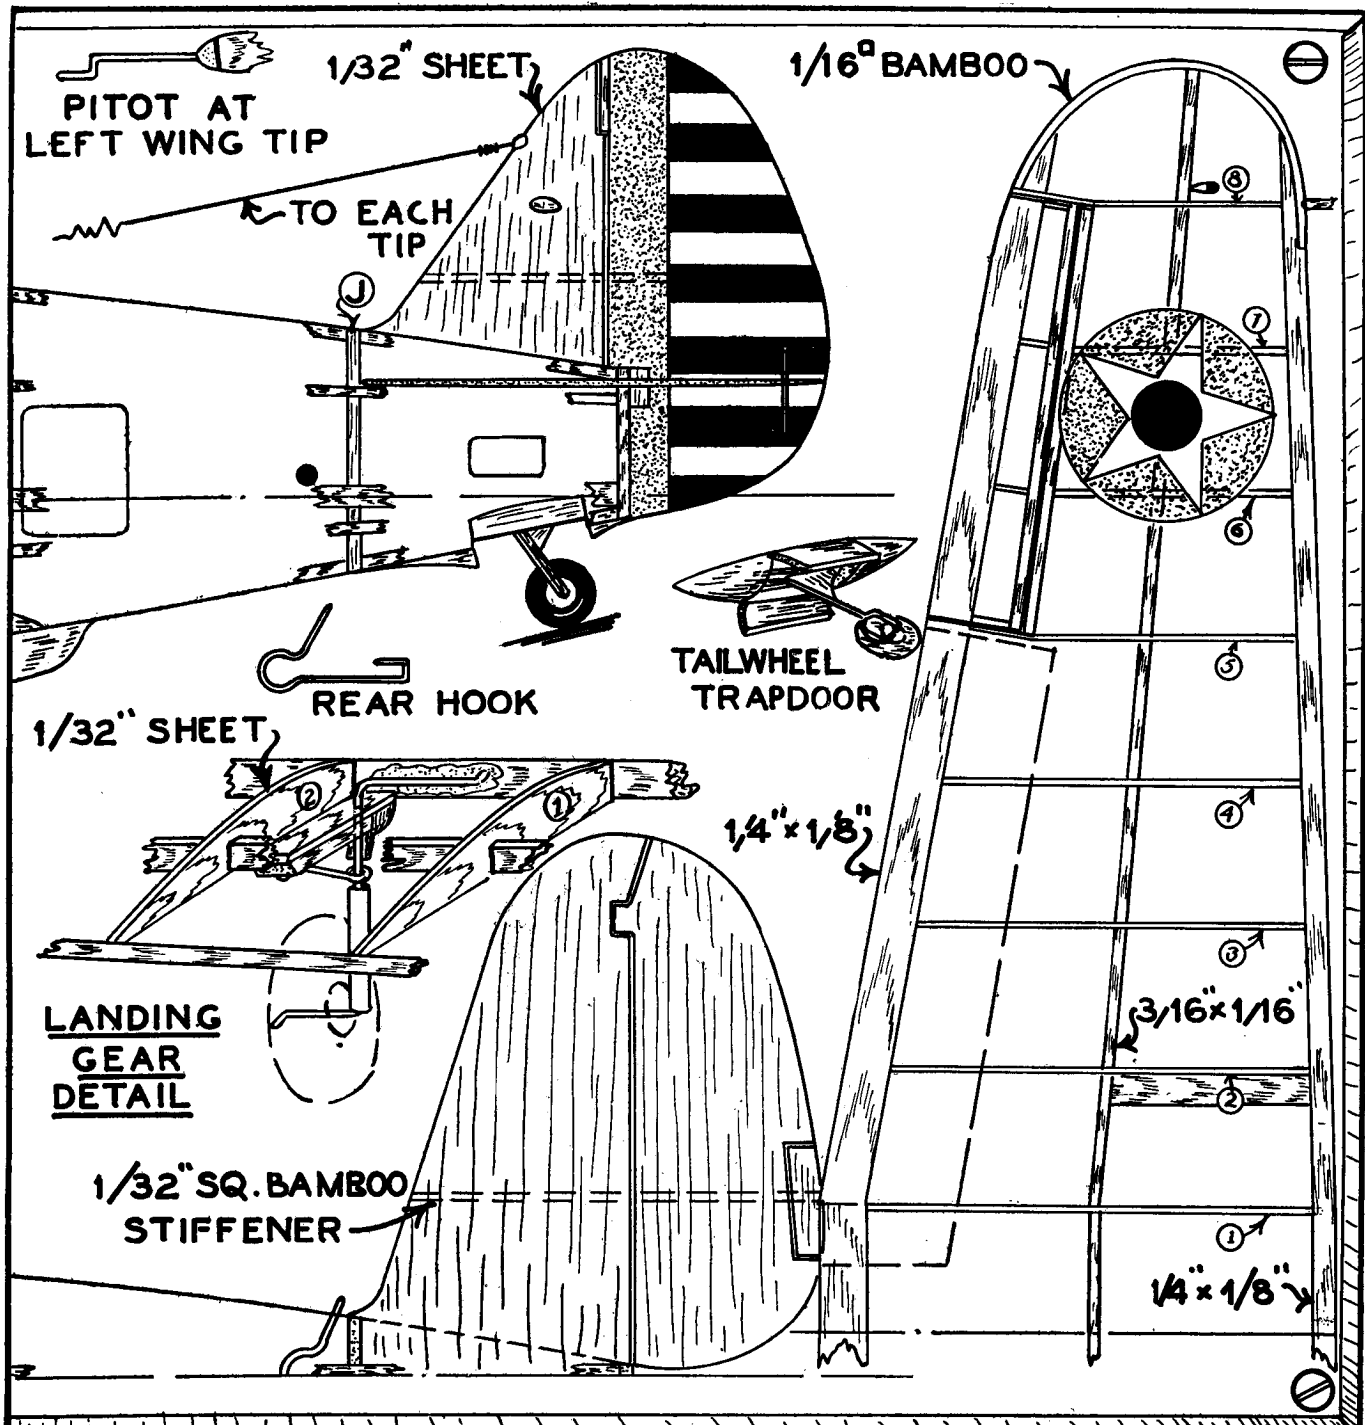 PITOT AT
LEFT WING TIP
1/32" SHEET
1/16" BAMBOO
TO EACH
TIP
J
8
7
6
5
4
3
2
1
REAR HOOK
TAILWHEEL
TRAPDOOR
1/32" SHEET
2
1
1/4" x 1/8"
LANDING
GEAR
DETAIL
3/16" x 1/16"
1/32" SQ. BAMBOO
STIFFENER
1/4" x 1/8"